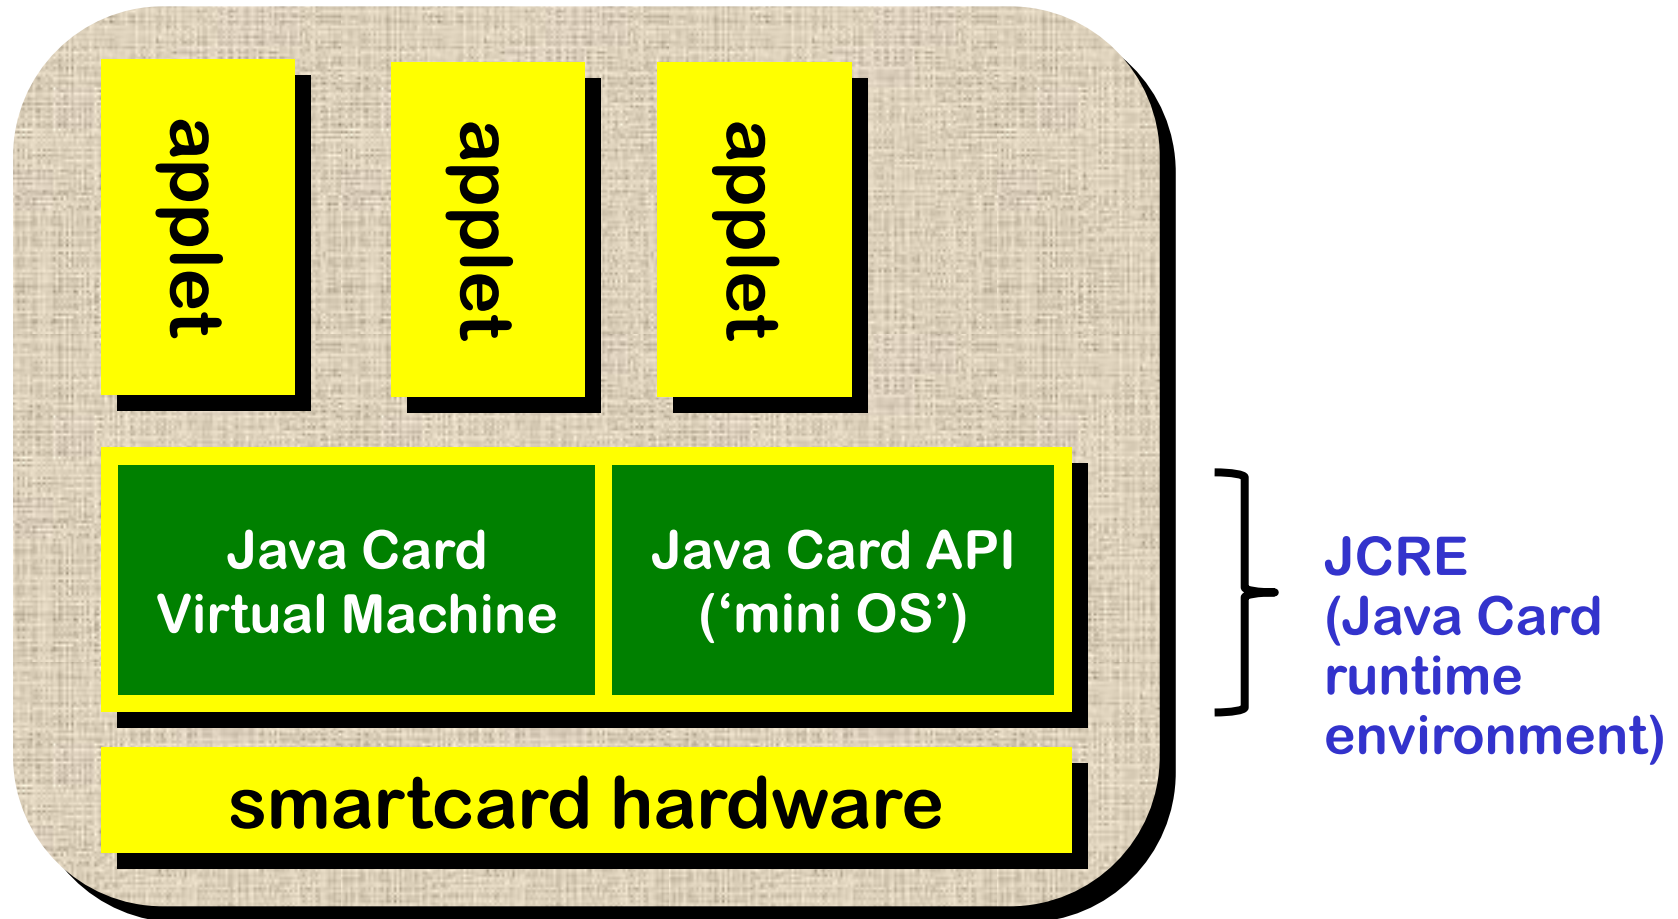 applet
applet
applet
Java Card
Virtual Machine
Java Card API
(‘mini OS’)
JCRE
(Java Card
runtime
environment)
smartcard hardware